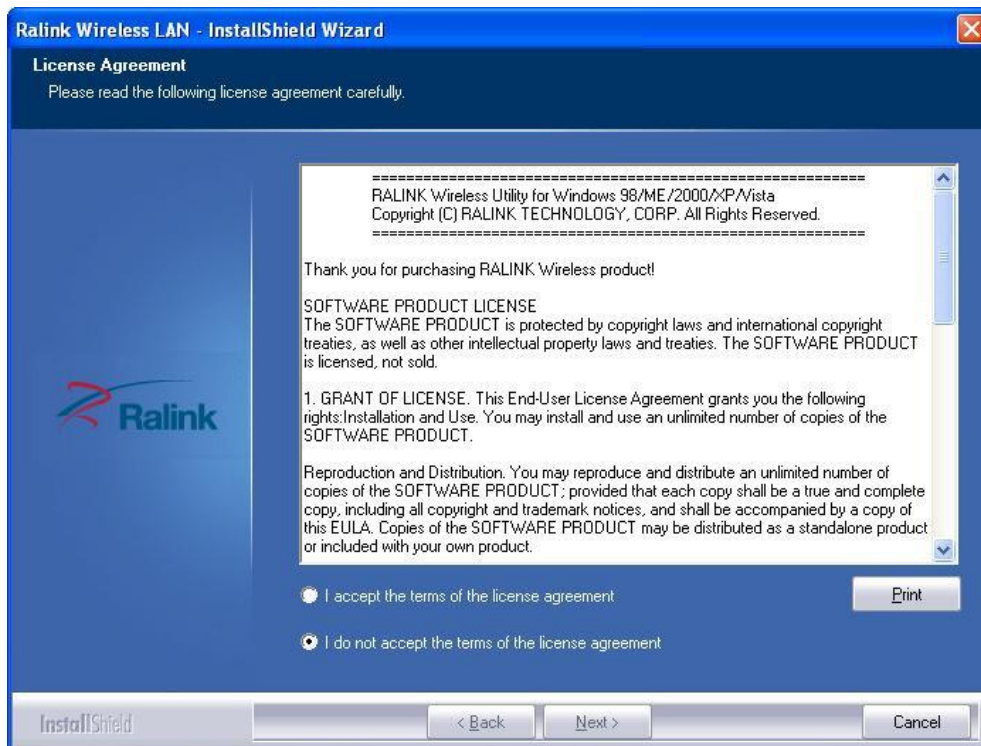 Ralink Wireless LAN - InstallShield Wizard
License Agreement
Please read the following license agreement carefully.
=========================================================
RALINK Wireless Utility for Windows 98/ME/2000/XP/Vista
Copyright (C) RALINK TECHNOLOGY, CORP. All Rights Reserved.
=========================================================
Thank you for purchasing RALINK Wireless product!
SOFTWARE PRODUCT LICENSE
The SOFTWARE PRODUCT is protected by copyright laws and international copyright
treaties, as well as other intellectual property laws and treaties. The SOFTWARE PRODUCT
is licensed, not sold.
1. GRANT OF LICENSE. This End-User License Agreement grants you the following
rights:Installation and Use. You may install and use an unlimited number of copies of the
SOFTWARE PRODUCT.
Reproduction and Distribution. You may reproduce and distribute an unlimited number of
copies of the SOFTWARE PRODUCT; provided that each copy shall be a true and complete
copy, including all copyright and trademark notices, and shall be accompanied by a copy of
this EULA. Copies of the SOFTWARE PRODUCT may be distributed as a standalone product
or included with your own product.
Ralink
I accept the terms of the license agreement
Print
I do not accept the terms of the license agreement
InstallShield
< Back
Next >
Cancel